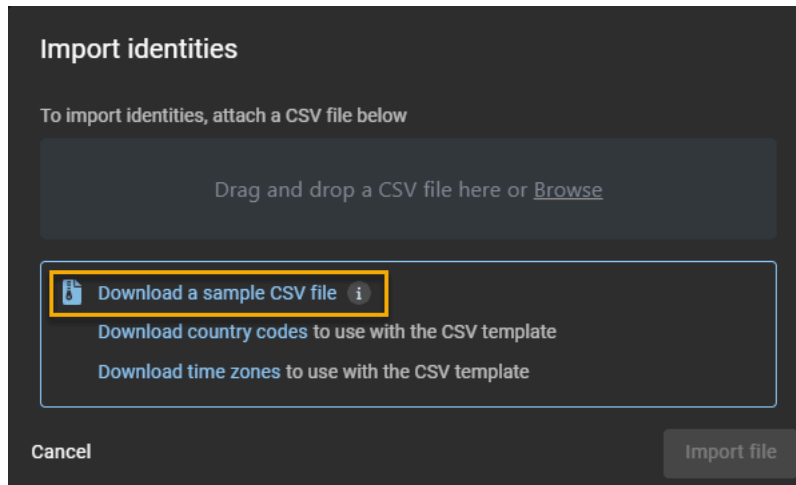 Import identities
To import identities, attach a CSV file below
Drag and drop a CSV file here or Browse
Download a sample CSV file i
Download country codes to use with the CSV template
Download time zones to use with the CSV template
Cancel
Import file